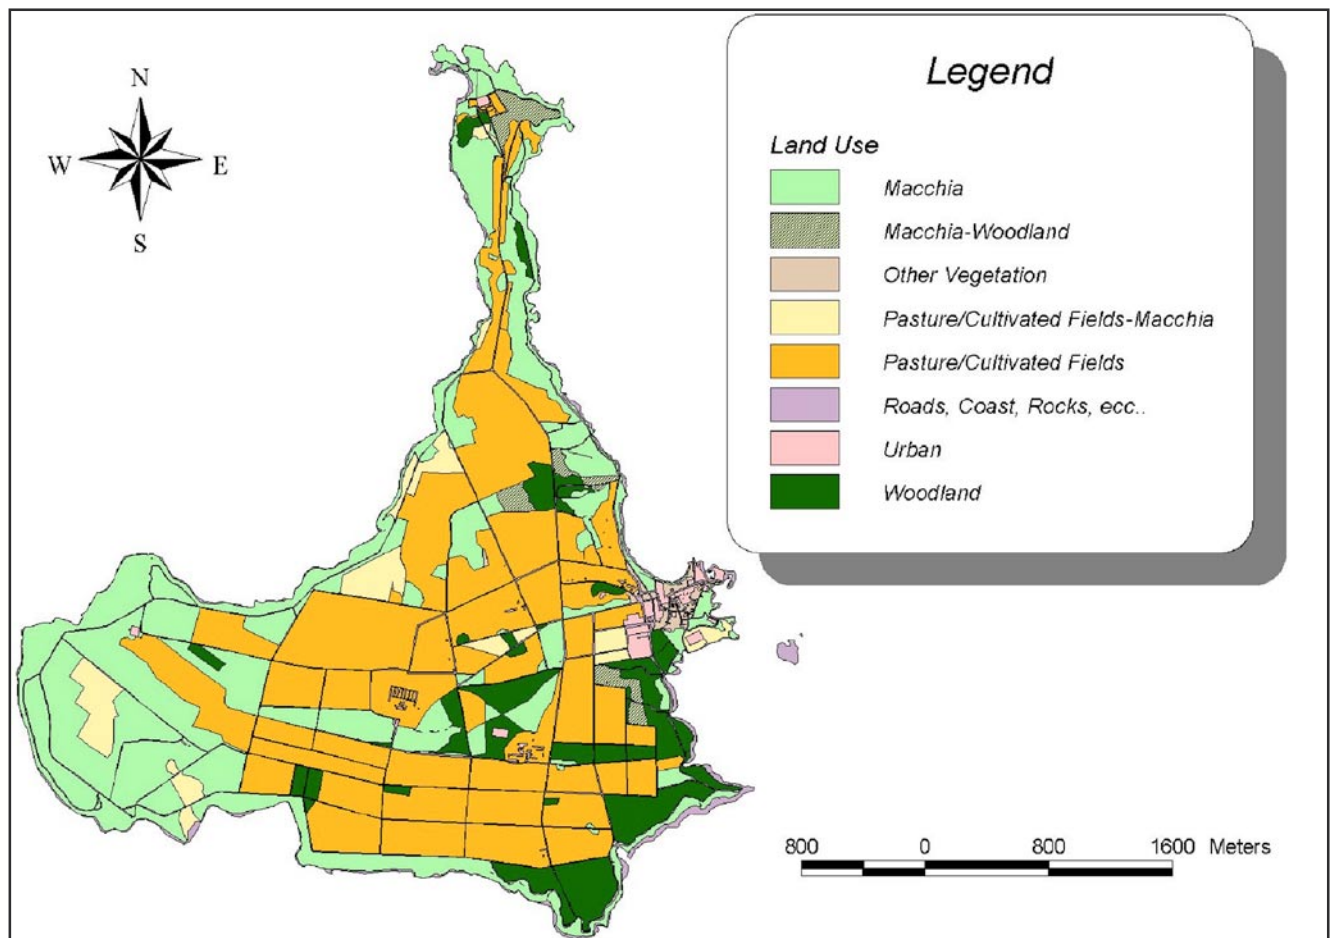 N
W E
S
Legend
Land Use
Macchia
Macchia-Woodland
Other Vegetation
Pasture/Cultivated Fields-Macchia
Pasture/Cultivated Fields
Roads, Coast, Rocks, ecc..
Urban
Woodland
800 0 800 1600 Meters